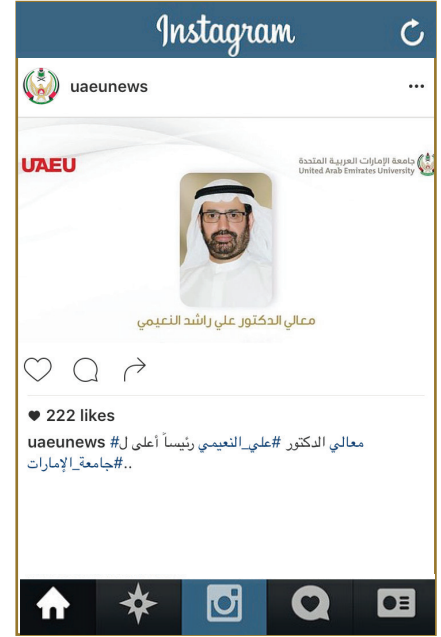 Instagram
uaeunews
UAEU
جامعة الإمارات العربية المتحدة
United Arab Emirates University
معالي الدكتور علي راشد النعيمي
222 likes
uaeunews معالي الدكتور #علي_النعيمي رئيساً أعلى ل#
#جامعة_الإمارات..